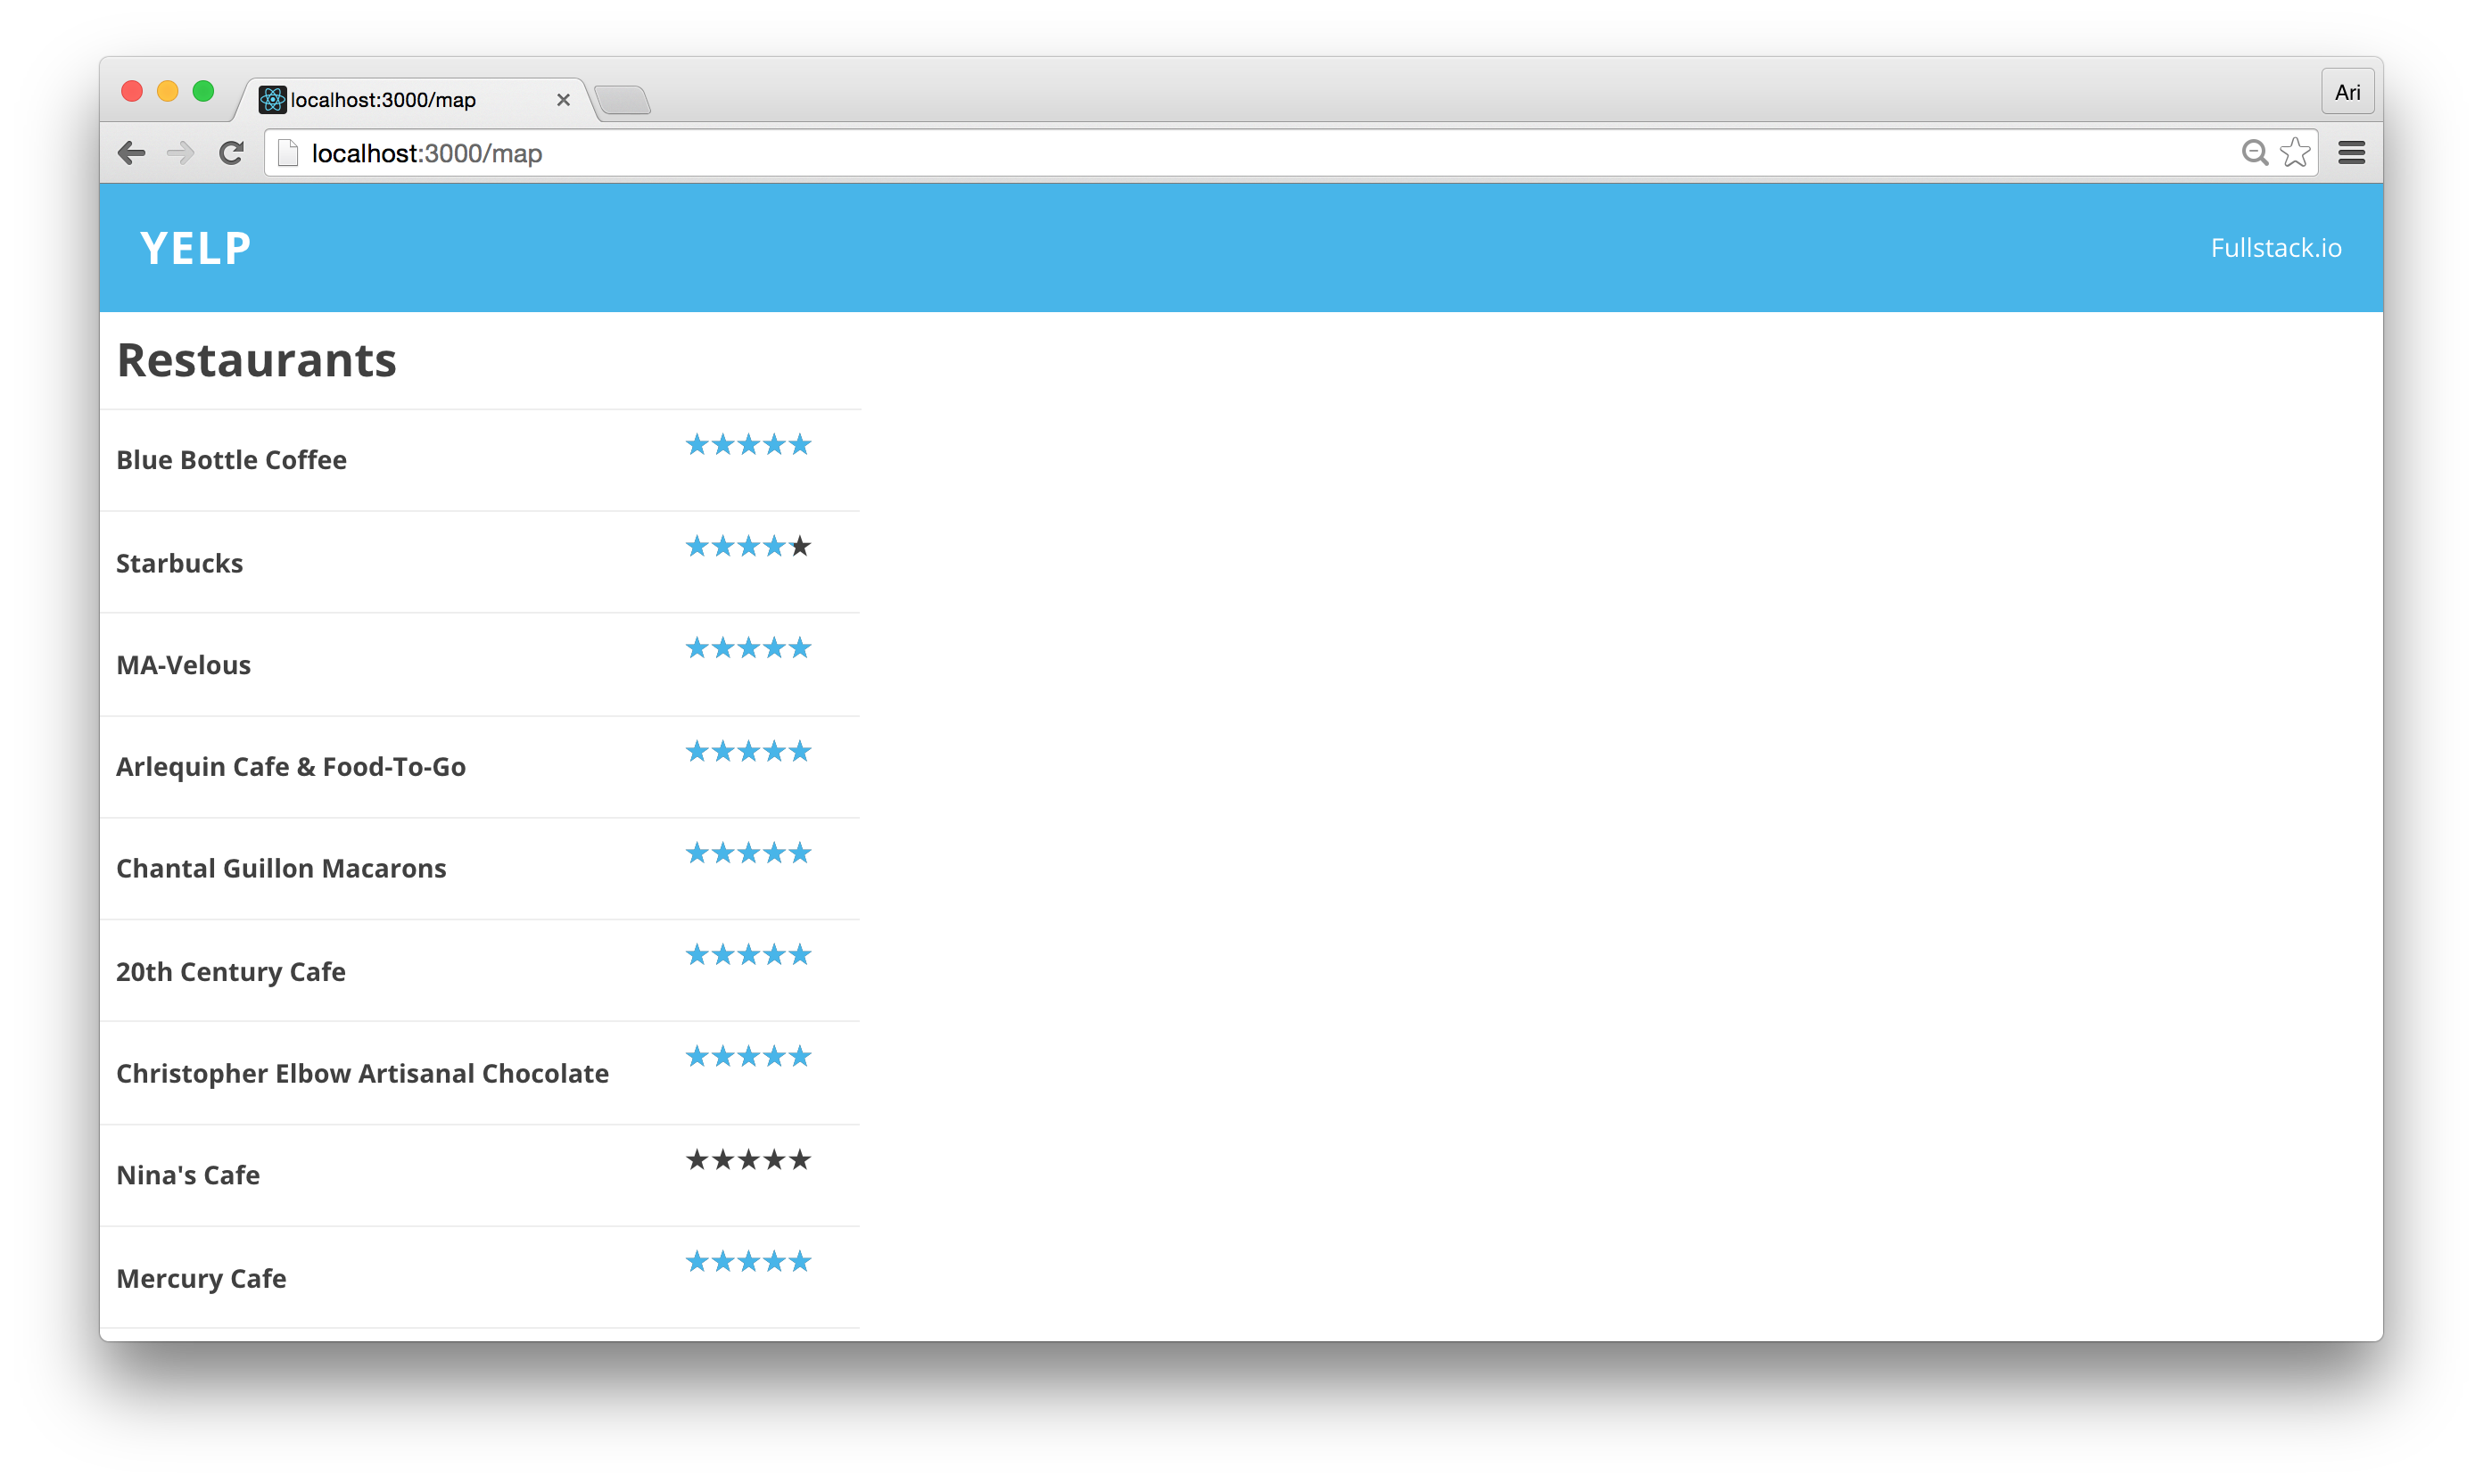 localhost:3000/map
Ari
localhost:3000/map
YELP
Fullstack.io
Restaurants
Blue Bottle Coffee
Starbucks
MA-Velous
Arlequin Cafe & Food-To-Go
Chantal Guillon Macarons
20th Century Cafe
Christopher Elbow Artisanal Chocolate
Nina's Cafe
Mercury Cafe